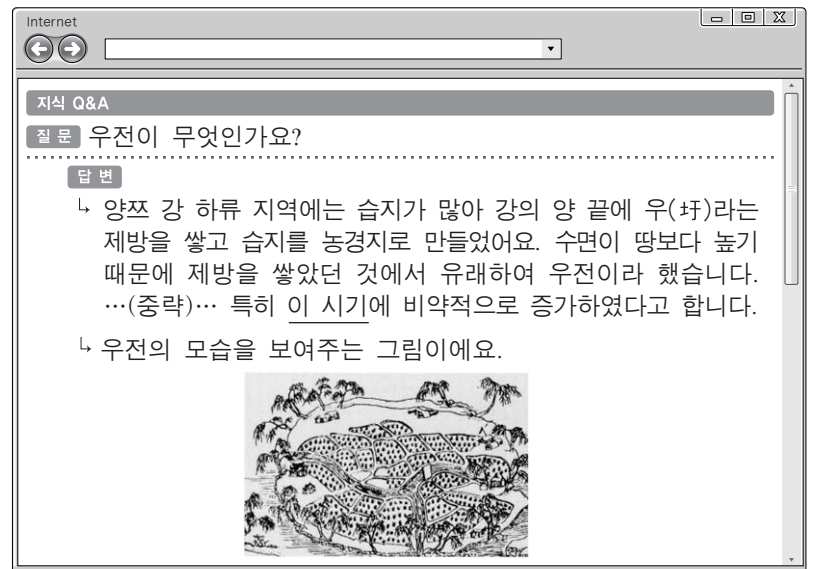 Internet
지식 Q&A
질문 우전이 무엇인가요?
답변
양쯔 강 하류 지역에는 습지가 많아 강의 양 끝에 우(圩)라는
제방을 쌓고 습지를 농경지로 만들었어요. 수면이 땅보다 높기
때문에 제방을 쌓았던 것에서 유래하여 우전이라 했습니다.
…(중략)… 특히 이 시기에 비약적으로 증가하였다고 합니다.
우전의 모습을 보여주는 그림이에요.